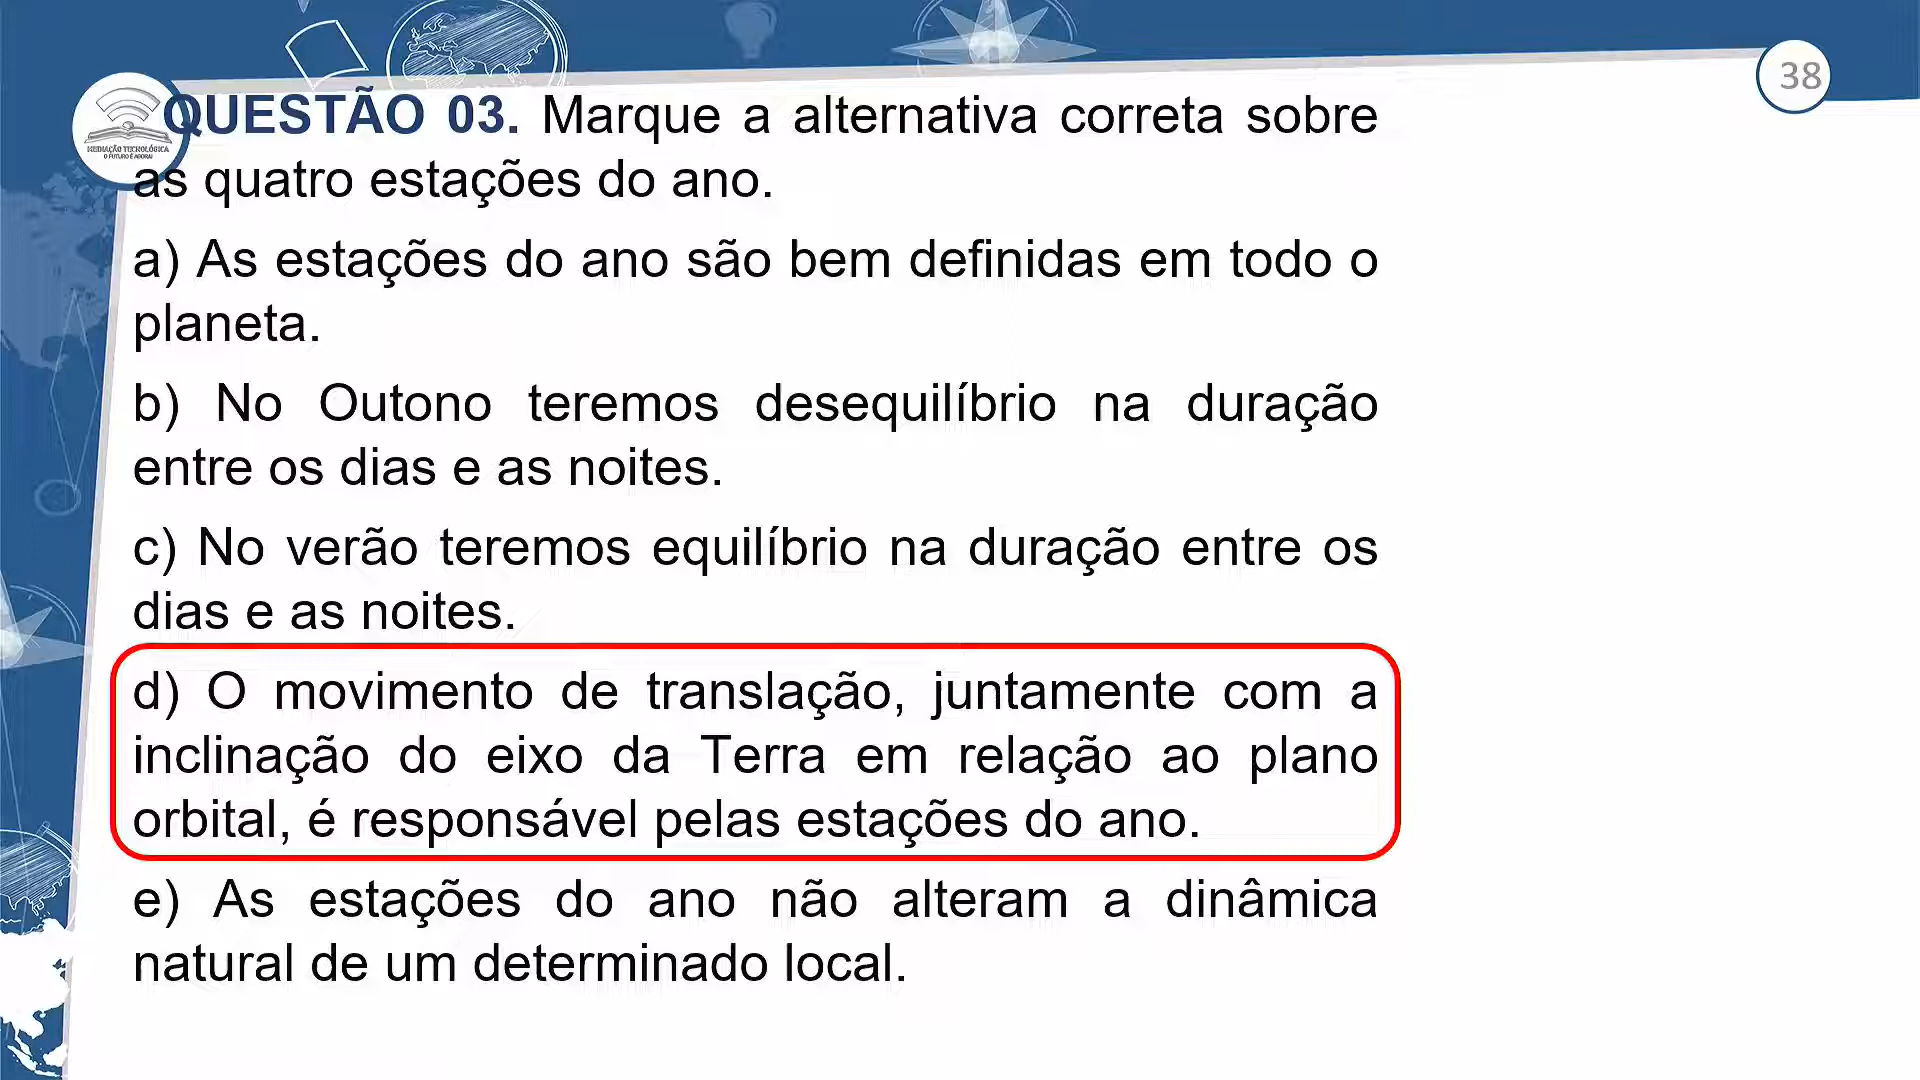 38
MEDIAÇÃO TECNOLÓGICA
O FUTURO É AGORA!
QUESTÃO 03. Marque a alternativa correta sobre
as quatro estações do ano.
a) As estações do ano são bem definidas em todo o
planeta.
b) No Outono teremos desequilíbrio na duração
entre os dias e as noites.
c) No verão teremos equilíbrio na duração entre os
dias e as noites.
d) O movimento de translação, juntamente com a
inclinação do eixo da Terra em relação ao plano
orbital, é responsável pelas estações do ano.
e) As estações do ano não alteram a dinâmica
natural de um determinado local.